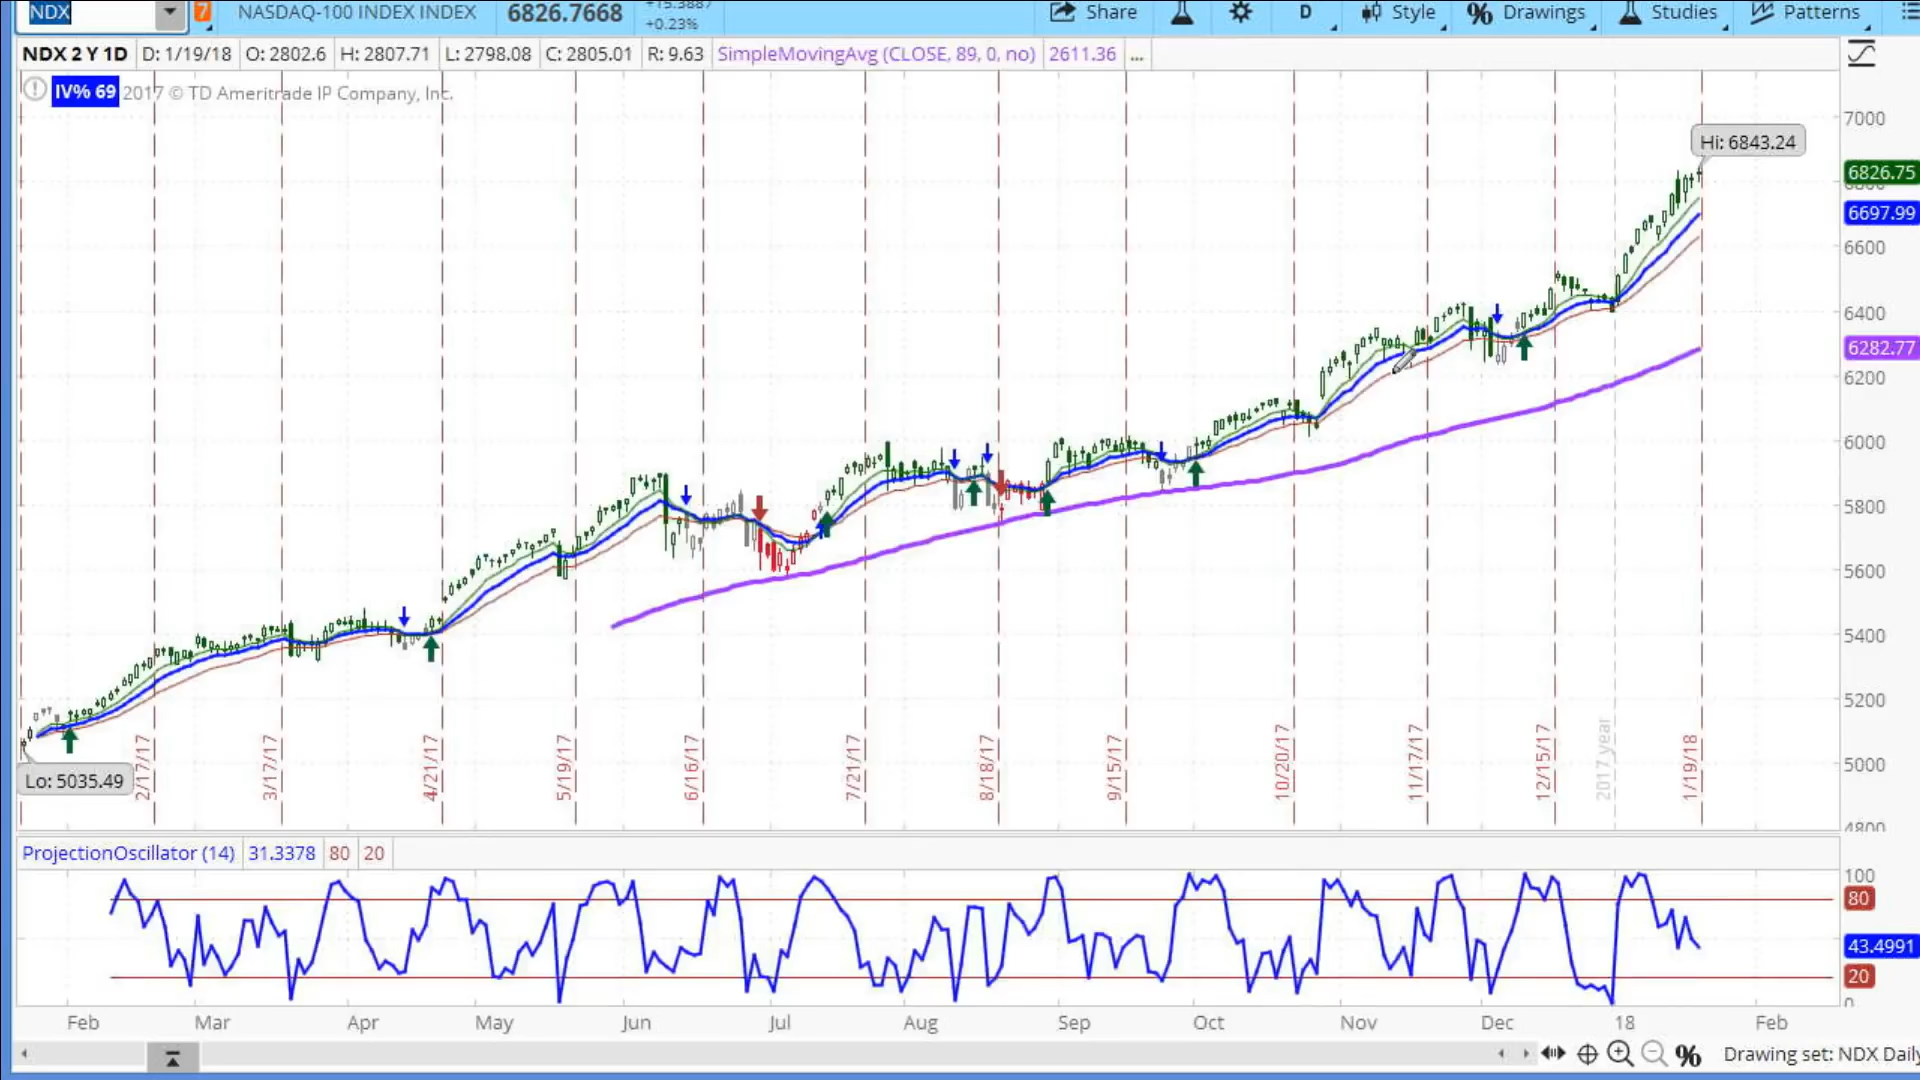 NDX 7 NASDAQ-100 INDEX INDEX 6826.7668 +15.3887 +0.23% Share D Style Drawings Studies Patterns
NDX 2 Y 1D D: 1/19/18 O: 2802.6 H: 2807.71 L: 2798.08 C: 2805.01 R: 9.63 SimpleMovingAvg (CLOSE, 89, 0, no) 2611.36 ...
IV% 69 2017 © TD Ameritrade IP Company, Inc.
7000
Hi: 6843.24
6826.75
6697.99
6600
6400
6282.77
6200
6000
5800
5600
5400
5200
5000
4800
Lo: 5035.49
2/17/17 3/17/17 4/21/17 5/19/17 6/16/17 7/21/17 8/18/17 9/15/17 10/20/17 11/17/17 12/15/17 2017 year 1/19/18
ProjectionOscillator (14) 31.3378 80 20
100
80
43.4991
20
0
Feb Mar Apr May Jun Jul Aug Sep Oct Nov Dec 18 Feb
Drawing set: NDX Daily